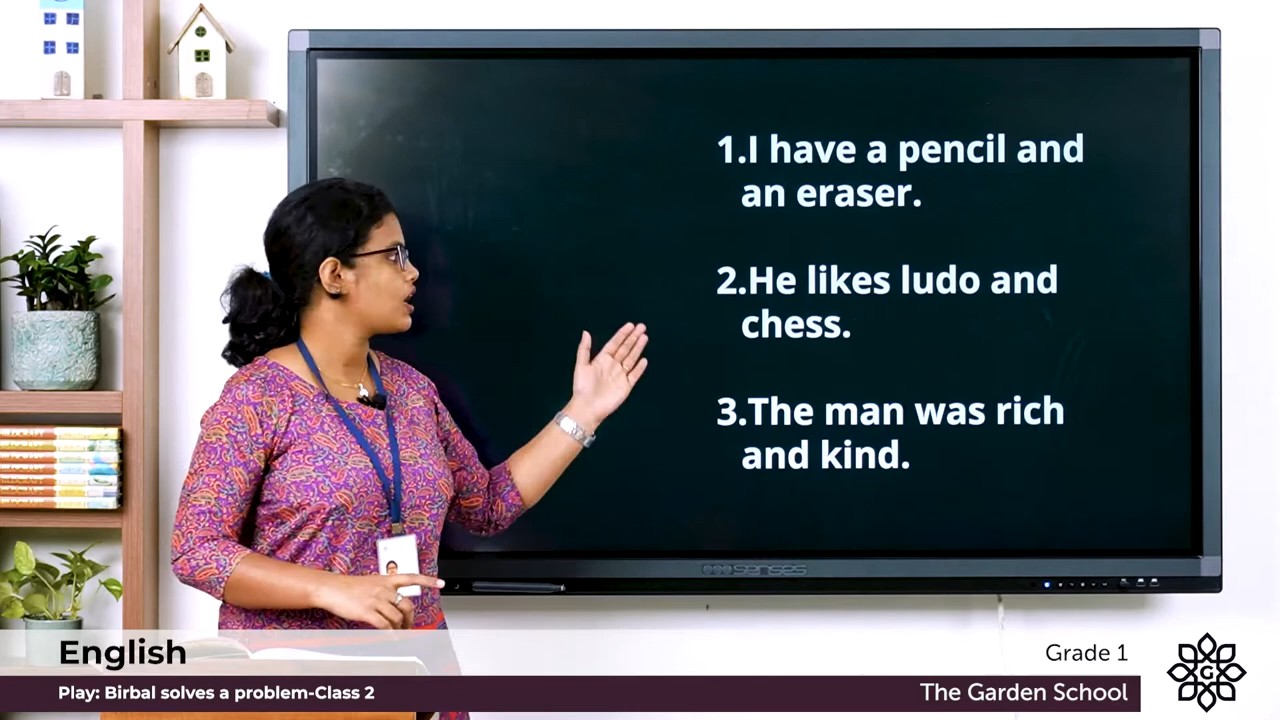 1.I have a pencil and
an eraser.
2.He likes ludo and
chess.
3.The man was rich
and kind.
senses
English
Play: Birbal solves a problem-Class 2
Grade 1
The Garden School
G